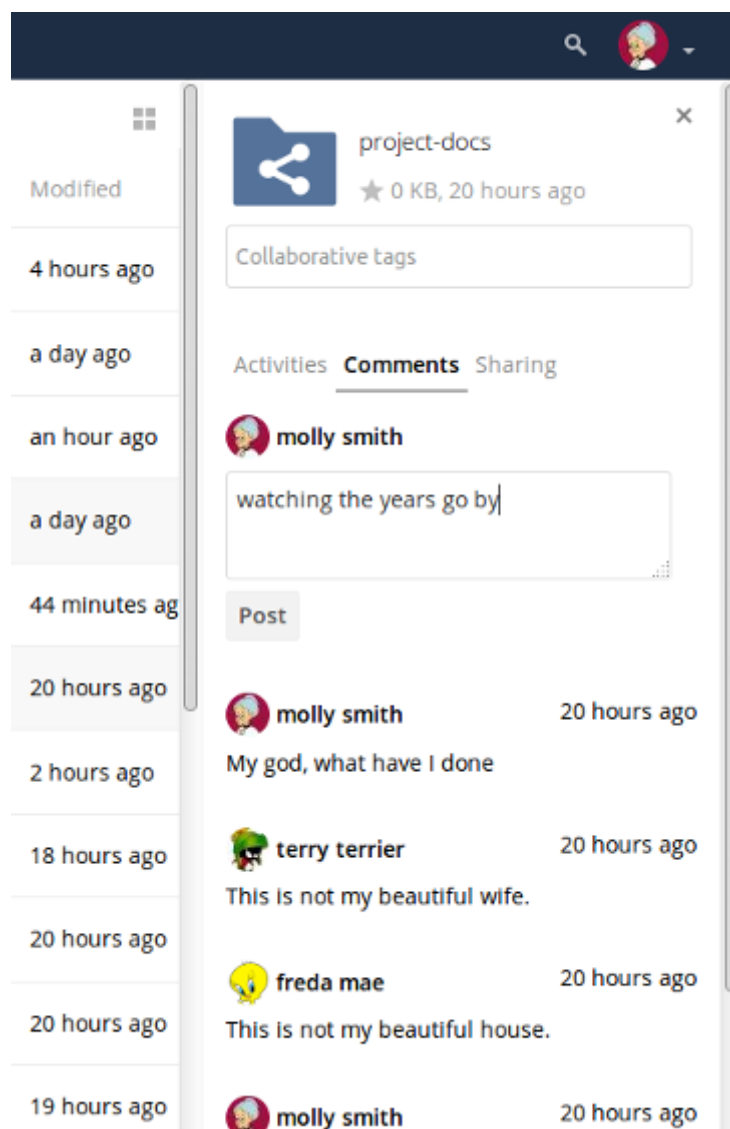 Modified
4 hours ago
a day ago
an hour ago
a day ago
44 minutes ag
20 hours ago
2 hours ago
18 hours ago
20 hours ago
20 hours ago
19 hours ago
project-docs
0 KB, 20 hours ago
Collaborative tags
Activities Comments Sharing
molly smith
watching the years go by
Post
molly smith 20 hours ago
My god, what have I done
terry terrier 20 hours ago
This is not my beautiful wife.
freda mae 20 hours ago
This is not my beautiful house.
molly smith 20 hours ago